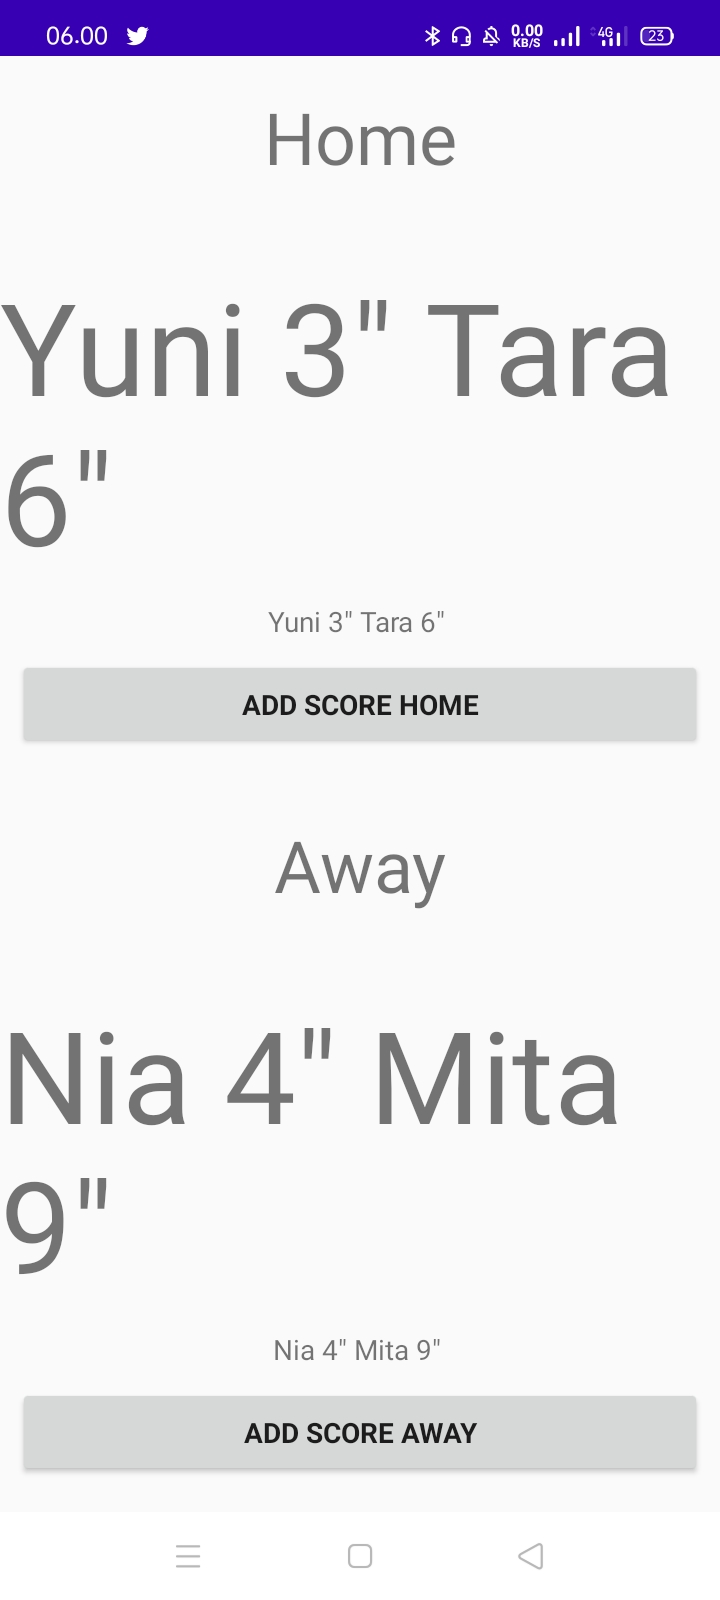 06.00 0.00 KB/S 4G 23
Home
Yuni 3" Tara
6"
Yuni 3" Tara 6"
ADD SCORE HOME
Away
Nia 4" Mita
9"
Nia 4" Mita 9"
ADD SCORE AWAY